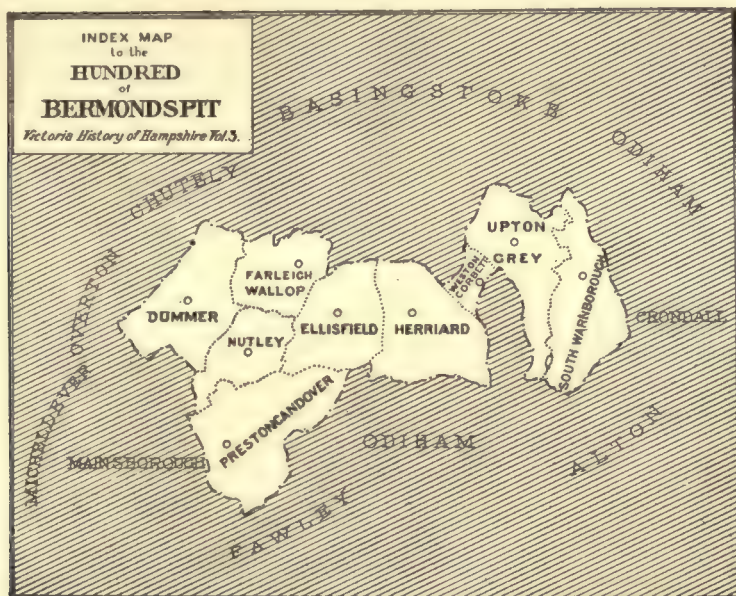 INDEX MAP
to the
HUNDRED
of
BERMONDSPIT
Victoria History of Hampshire Vol.3.
BASINGSTOKE
ODIHAM
CHUTELY
OVERTON
MICHELDEVER
UPTON
GREY
WESTON
CORBETT
SOUTH WARNBOROUGH
CRONDALL
FARLEIGH
WALLOP
DUMMER
NUTLEY
ELLISFIELD
HERRIARD
PRESTON CANDOVER
MAINSBOROUGH
ODIHAM
ALTON
FAWLEY